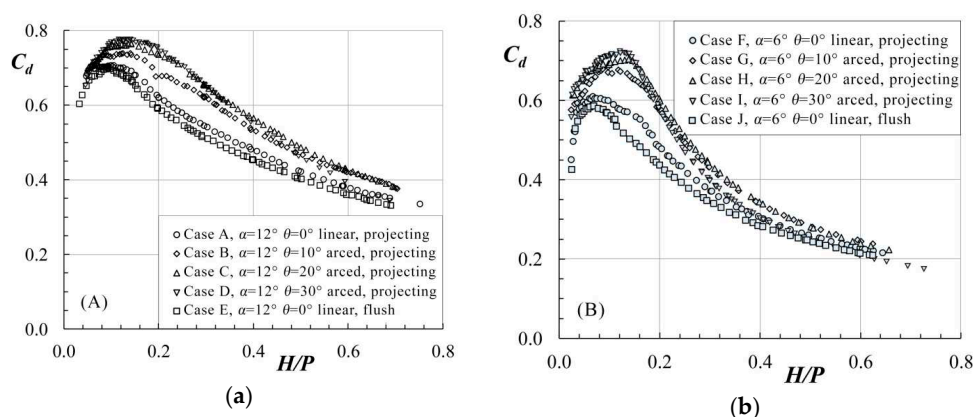 0.8
C_d
0.6
0.4
0.2
0.0
0.0
0.2
0.4
0.6
0.8
H/P
Case A, α=12° θ=0° linear, projecting
Case B, α=12° θ=10° arced, projecting
Case C, α=12° θ=20° arced, projecting
Case D, α=12° θ=30° arced, projecting
Case E, α=12° θ=0° linear, flush
(A)
(a)
0.8
C_d
0.6
0.4
0.2
0.0
0.0
0.2
0.4
0.6
0.8
H/P
Case F, α=6° θ=0° linear, projecting
Case G, α=6° θ=10° arced, projecting
Case H, α=6° θ=20° arced, projecting
Case I, α=6° θ=30° arced, projecting
Case J, α=6° θ=0° linear, flush
(B)
(b)